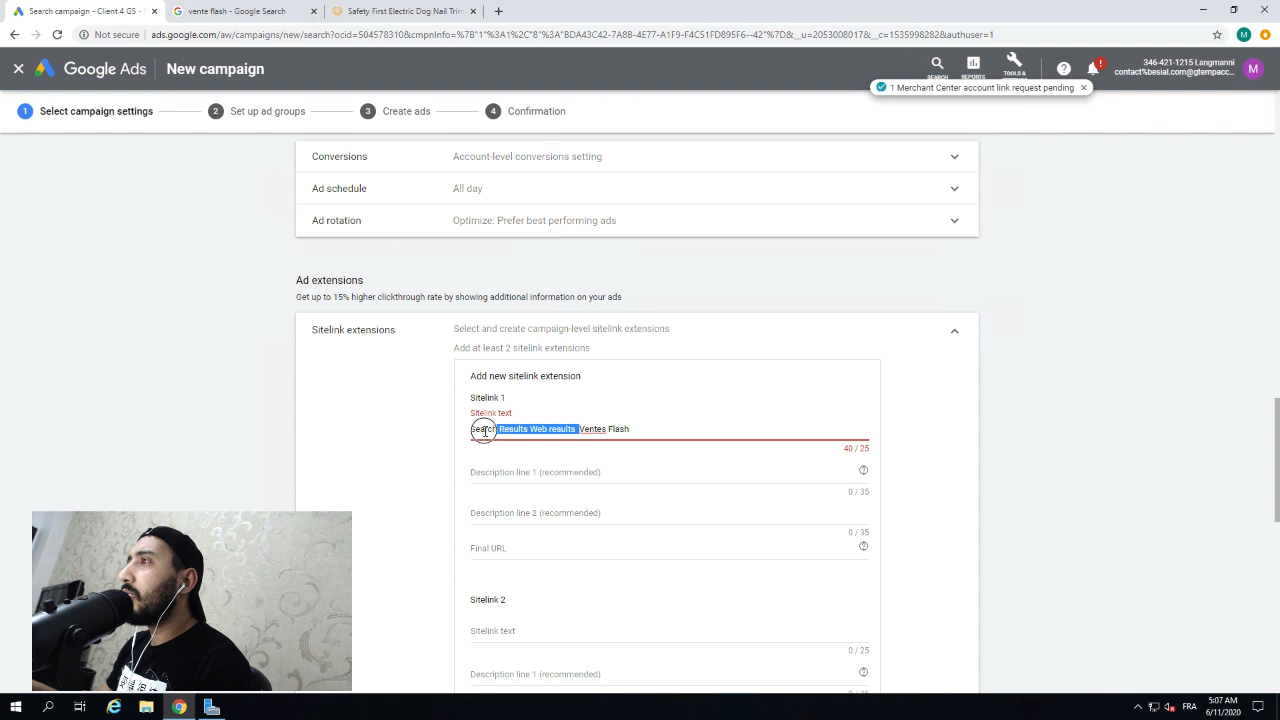 Search campaign - Client 4 GS -
vente flash - Google Search
Safety First Electric Dog Nail Trim
Not secure
ads.google.com/aw/campaigns/new/search?ocid=504578310&cmpnInfo=%7B"1"%3A1%2C"8"%3A"BDA43C42-7A8B-4E77-A1F9-F4C51FD895F6--42"%7D&__u=2053008017&__c=1535998282&authuser=1
M
Google Ads
New campaign
SEARCH
REPORTS
TOOLS &
346-421-1215 Langmanni
contact%besial.com@gtempacc...
M
1 Merchant Center account link request pending
1 Select campaign settings
2 Set up ad groups
3 Create ads
4 Confirmation
Conversions
Account-level conversions setting
Ad schedule
All day
Ad rotation
Optimize: Prefer best performing ads
Ad extensions
Get up to 15% higher clickthrough rate by showing additional information on your ads
Sitelink extensions
Select and create campaign-level sitelink extensions
Add at least 2 sitelink extensions
Add new sitelink extension
Sitelink 1
Sitelink text
Search Results Web results Ventes Flash
40 / 25
Description line 1 (recommended)
0 / 35
Description line 2 (recommended)
0 / 35
Final URL
Sitelink 2
Sitelink text
0 / 25
Description line 1 (recommended)
FRA
5:07 AM
6/11/2020